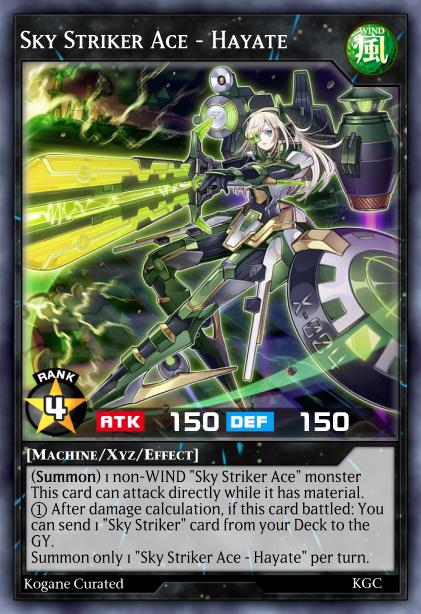 Sky Striker Ace - Hayate
WIND
風
RANK
4
ATK 150 DEF 150
[Machine/Xyz/Effect]
(Summon) 1 non-WIND "Sky Striker Ace" monster
This card can attack directly while it has material.
① After damage calculation, if this card battled: You
can send 1 "Sky Striker" card from your Deck to the
GY.
Summon only 1 "Sky Striker Ace - Hayate" per turn.
Kogane Curated KGC